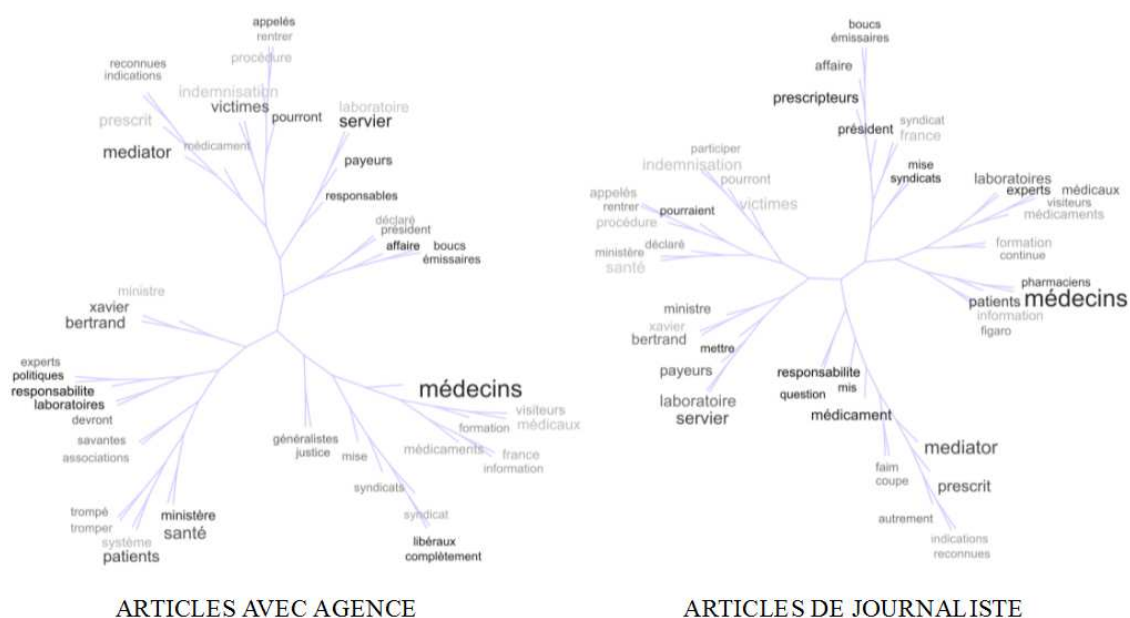 appelés
rentrer
procédure
reconnues
indications
indemnisation
victimes
pourront
laboratoire
servier
prescrit
mediator
médicament
payeurs
responsables
déclaré
président
affaire
boucs
émissaires
ministre
xavier
bertrand
experts
politiques
responsabilite
laboratoires
devront
savantes
associations
trompé
tromper
système
patients
ministère
santé
généralistes
justice
mise
syndicats
syndicat
libéraux
complètement
médecins
visiteurs
médicaux
formation
médicaments
france
information
ARTICLES AVEC AGENCE
boucs
émissaires
affaire
prescripteurs
président
syndicat
france
mise
syndicats
participer
indemnisation
pourront
victimes
appelés
rentrer
procédure
pourraient
ministère
déclaré
santé
laboratoires
experts
médicaux
visiteurs
médicaments
formation
continue
pharmaciens
patients
médecins
information
figaro
ministre
xavier
bertrand
mettre
payeurs
laboratoire
servier
responsabilite
question
mis
médicament
mediator
prescrit
faim
coupe
autrement
indications
reconnues
ARTICLES DE JOURNALISTE